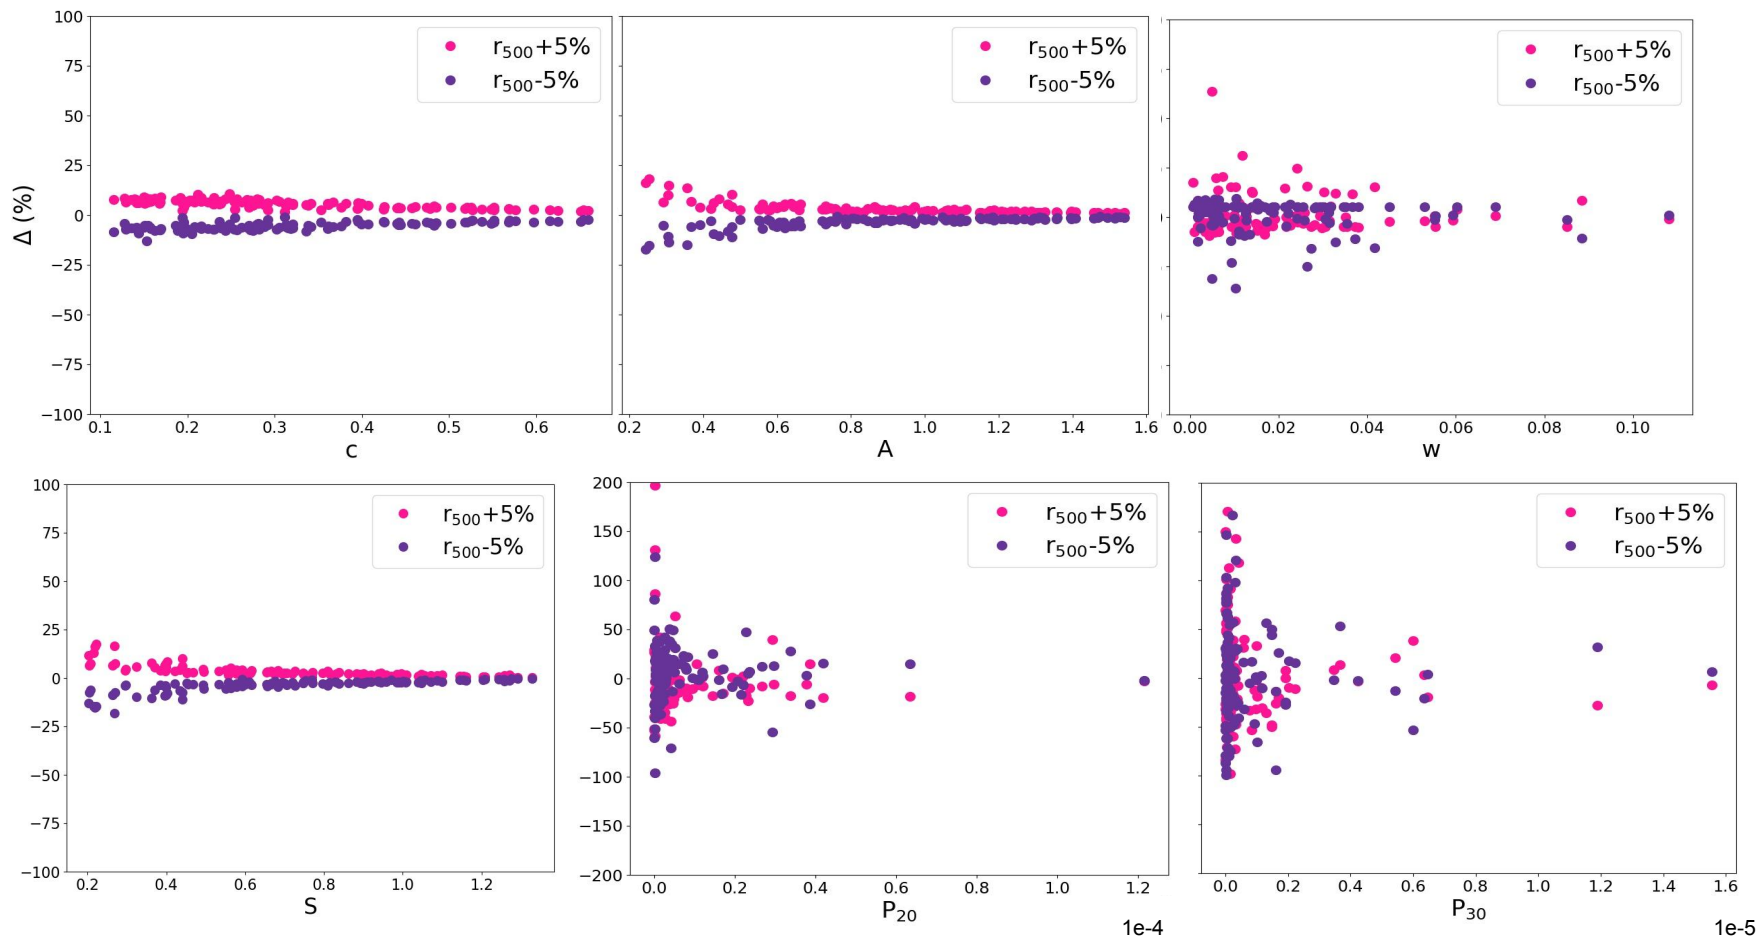 100
75
50
25
0
−25
−50
−75
−100
Δ (%)
r500+5%
r500-5%
0.1 0.2 0.3 0.4 0.5 0.6
c
r500+5%
r500-5%
0.2 0.4 0.6 0.8 1.0 1.2 1.4 1.6
A
r500+5%
r500-5%
0.00 0.02 0.04 0.06 0.08 0.10
w
100
75
50
25
0
−25
−50
−75
−100
r500+5%
r500-5%
0.2 0.4 0.6 0.8 1.0 1.2
S
200
150
100
50
0
−50
−100
−150
−200
r500+5%
r500-5%
0.0 0.2 0.4 0.6 0.8 1.0 1.2
P20
1e-4
r500+5%
r500-5%
0.0 0.2 0.4 0.6 0.8 1.0 1.2 1.4 1.6
P30
1e-5